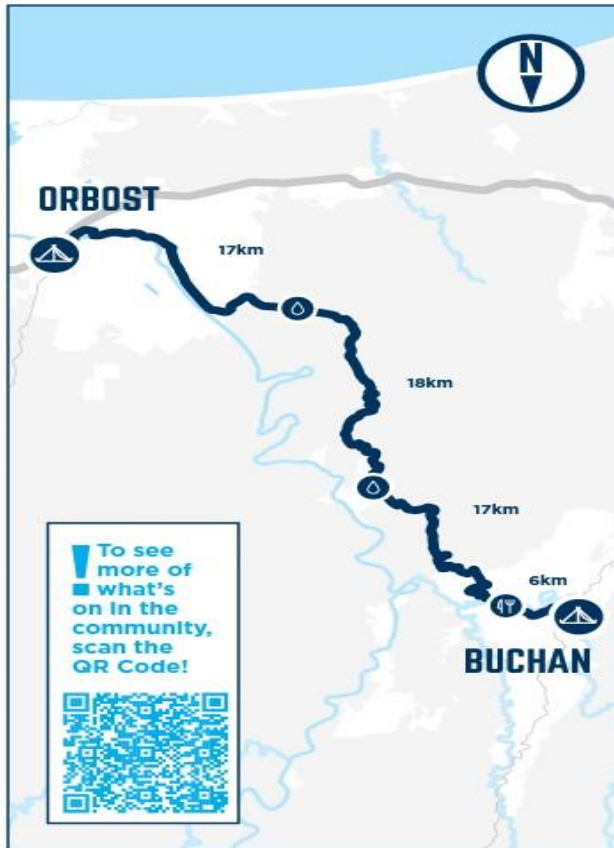 N
ORBOST
17km
18km
17km
6km
BUCHAN
! To see
more of
what's
on in the
community,
scan the
QR Code!